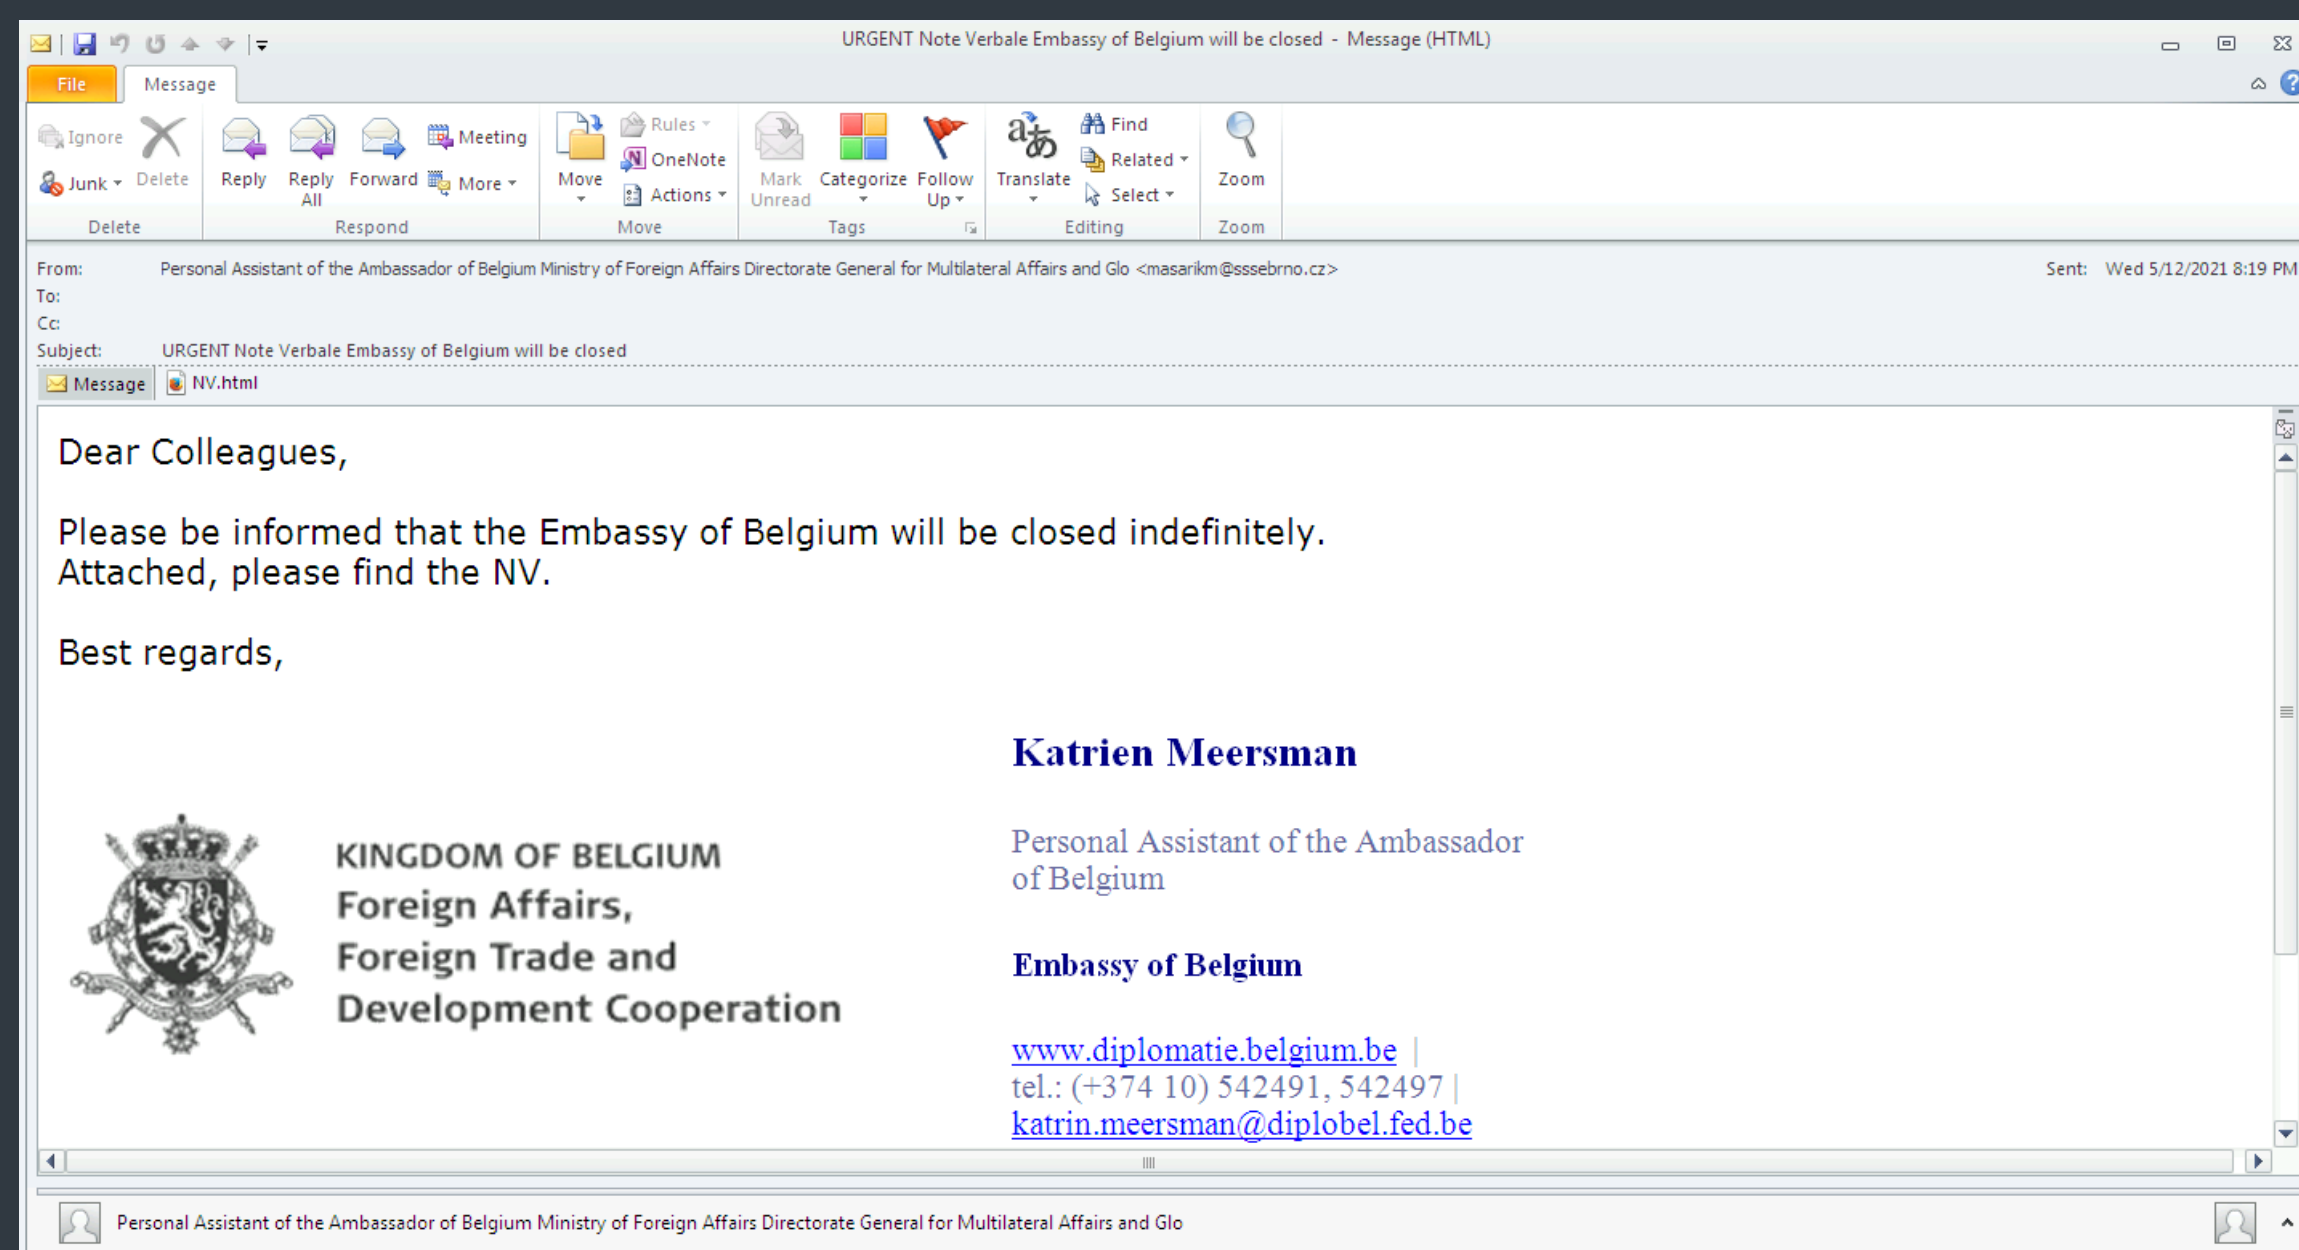 URGENT Note Verbale Embassy of Belgium will be closed - Message (HTML)
File Message
Ignore
Junk
Delete
Reply
Reply All
Forward
Meeting
More
Move
Rules
OneNote
Actions
Mark Unread
Categorize
Follow Up
Translate
Find
Related
Select
Zoom
Delete Respond Move Tags Editing Zoom
From: Personal Assistant of the Ambassador of Belgium Ministry of Foreign Affairs Directorate General for Multilateral Affairs and Glo <masarikm@sssebrno.cz> Sent: Wed 5/12/2021 8:19 PM
To:
Cc:
Subject: URGENT Note Verbale Embassy of Belgium will be closed
Message NV.html
Dear Colleagues,
Please be informed that the Embassy of Belgium will be closed indefinitely.
Attached, please find the NV.
Best regards,
KINGDOM OF BELGIUM
Foreign Affairs,
Foreign Trade and
Development Cooperation
Katrien Meersman
Personal Assistant of the Ambassador
of Belgium
Embassy of Belgium
www.diplomatie.belgium.be |
tel.: (+374 10) 542491, 542497 |
katrin.meersman@diplobel.fed.be
Personal Assistant of the Ambassador of Belgium Ministry of Foreign Affairs Directorate General for Multilateral Affairs and Glo